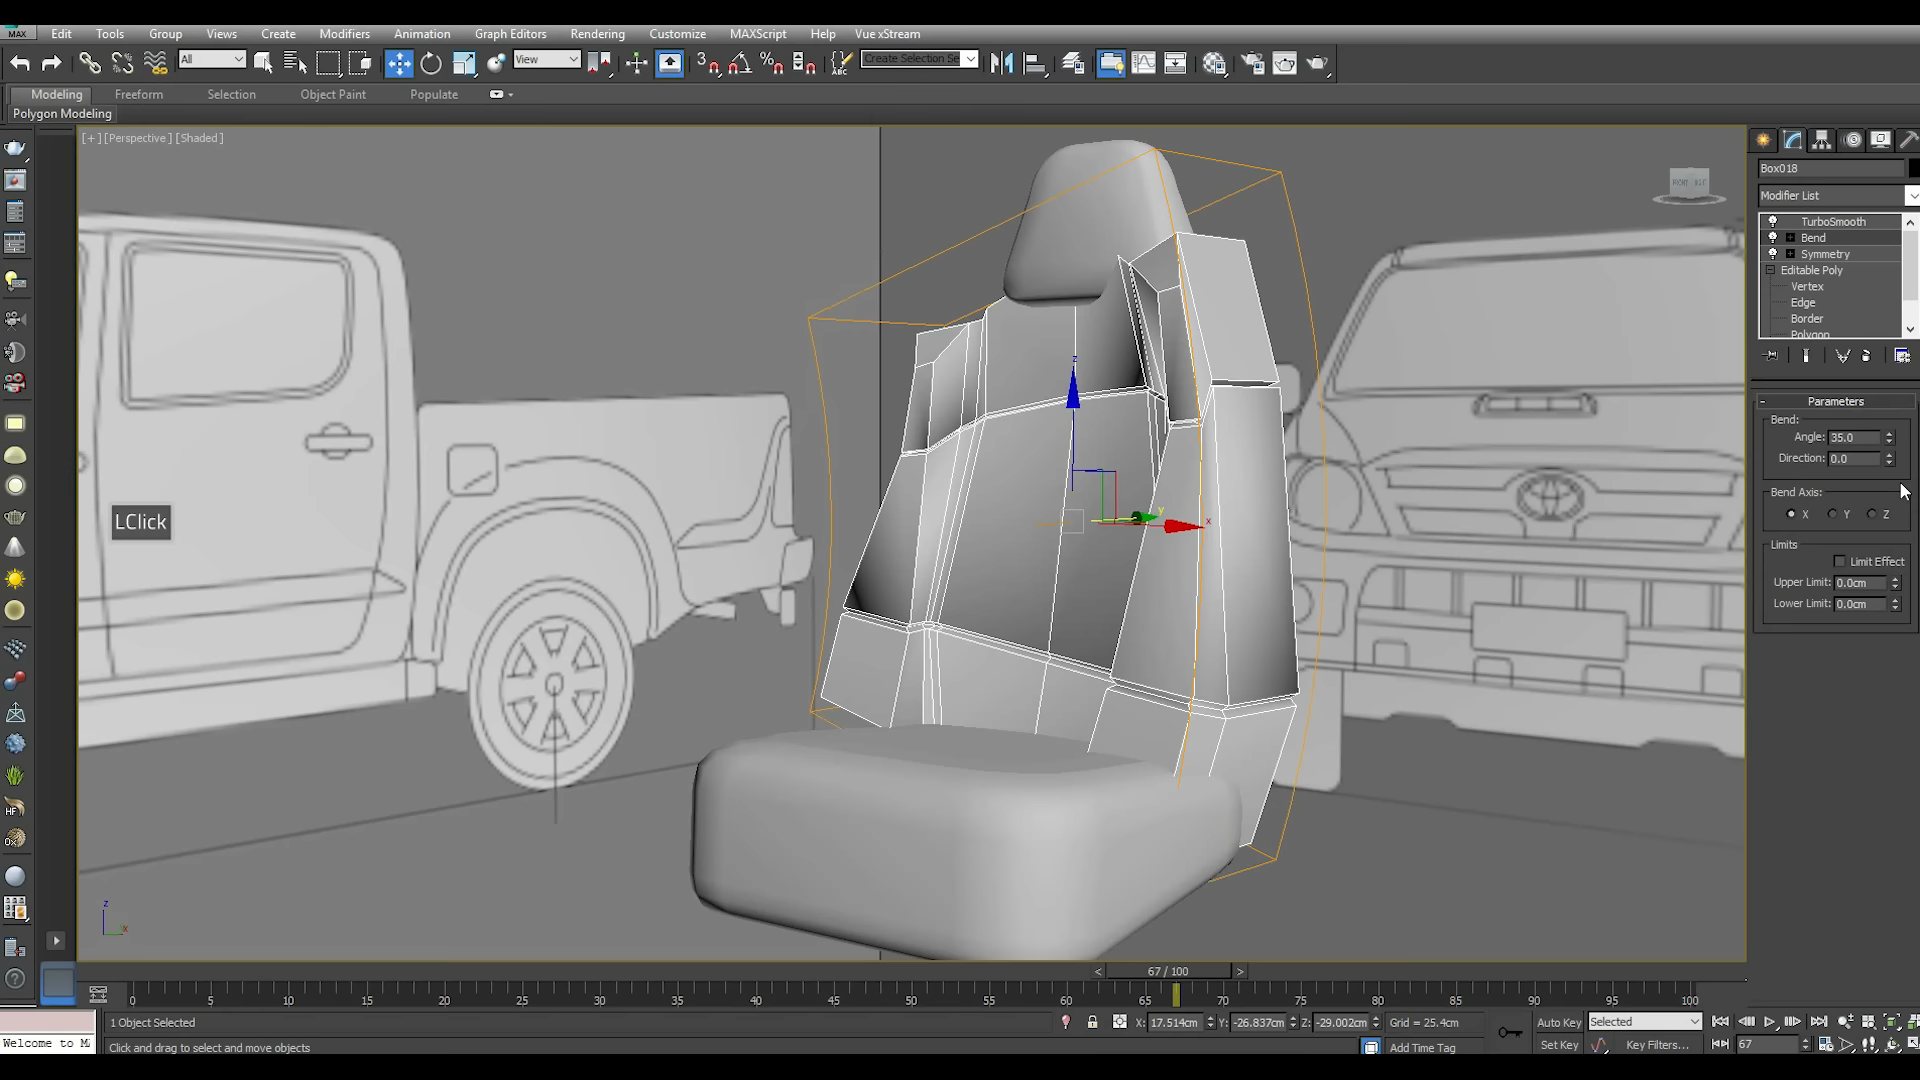 MAX Edit Tools Group Views Create Modifiers Animation Graph Editors Rendering Customize MAXScript Help Vue xStream
All View Create Selection Se
Modeling Freeform Selection Object Paint Populate
Polygon Modeling
[+] [Perspective] [Shaded]
LClick
Box018
Modifier List
TurboSmooth
Bend
Symmetry
Editable Poly
Vertex
Edge
Border
Polygon
Parameters
Bend:
Angle: 35.0
Direction: 0.0
Bend Axis:
X Y Z
Limits
Limit Effect
Upper Limit: 0.0cm
Lower Limit: 0.0cm
z
y
x
z
x
67 / 100
0 5 10 15 20 25 30 35 40 45 50 55 60 65 70 75 80 85 90 95 100
1 Object Selected
X: 17.514cm Y: -26.837cm Z: -29.002cm Grid = 25.4cm
Auto Key Selected
Welcome to MA
Click and drag to select and move objects
Add Time Tag
Set Key Key Filters... 67